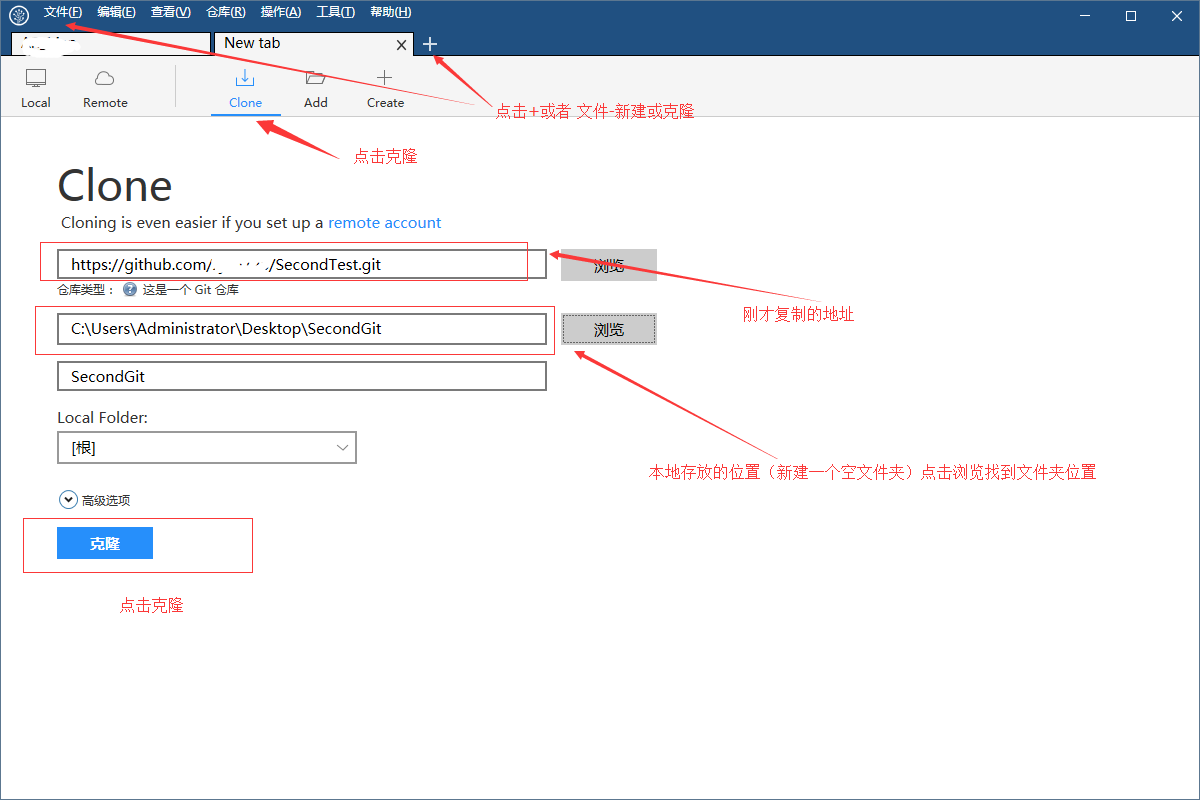 文件(F) 编辑(E) 查看(V) 仓库(R) 操作(A) 工具(T) 帮助(H)
New tab
Local Remote Clone Add Create
点击+或者 文件-新建或克隆
点击克隆
Clone
Cloning is even easier if you set up a remote account
https://github.com/ /SecondTest.git 浏览
仓库类型： 这是一个 Git 仓库
刚才复制的地址
C:\Users\Administrator\Desktop\SecondGit 浏览
SecondGit
Local Folder:
[根]
本地存放的位置（新建一个空文件夹）点击浏览找到文件夹位置
高级选项
克隆
点击克隆